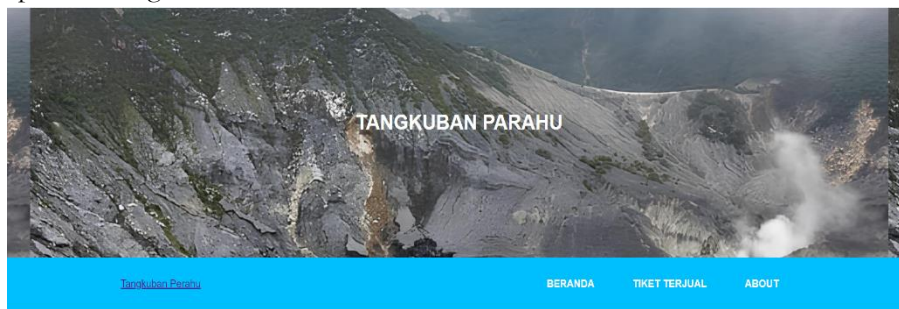 TANGKUBAN PARAHU
Tangkuban Perahu BERANDA TIKET TERJUAL ABOUT